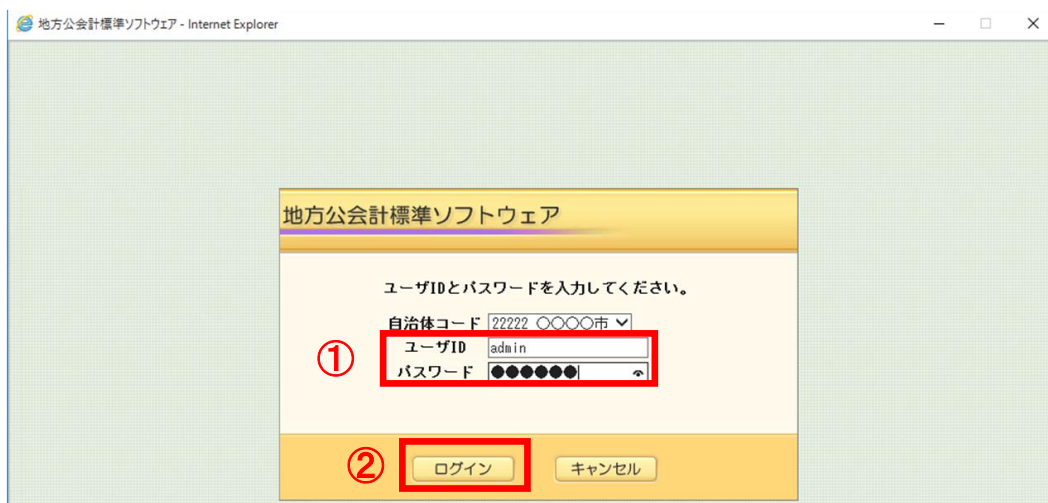 地方公会計標準ソフトウェア - Internet Explorer
地方公会計標準ソフトウェア
ユーザIDとパスワードを入力してください。
自治体コード 22222 〇〇〇〇市
① ユーザID admin
パスワード ●●●●●●
② ログイン キャンセル